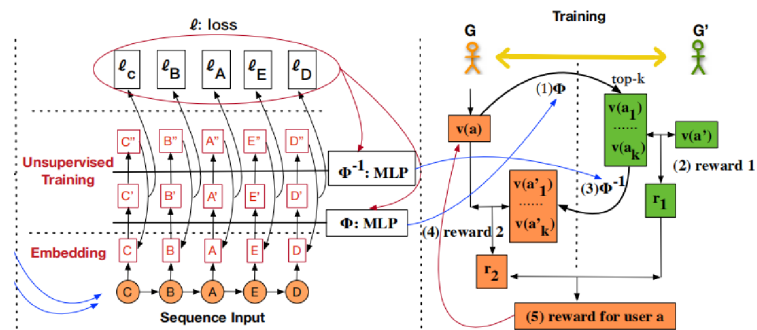 ℓ: loss
ℓc ℓB ℓA ℓE ℓD
C" B" A" E" D"
Unsupervised
Training
Φ-1: MLP
C' B' A' E' D'
Φ: MLP
Embedding
C B A E D
C B A E D
Sequence Input
Training
G
G'
top-k
(1)Φ
v(a)
v(a1)
......
v(ak)
v(a')
(2) reward 1
(3)Φ-1
v(a'1)
......
v(a'k)
r1
(4) reward 2
r2
(5) reward for user a